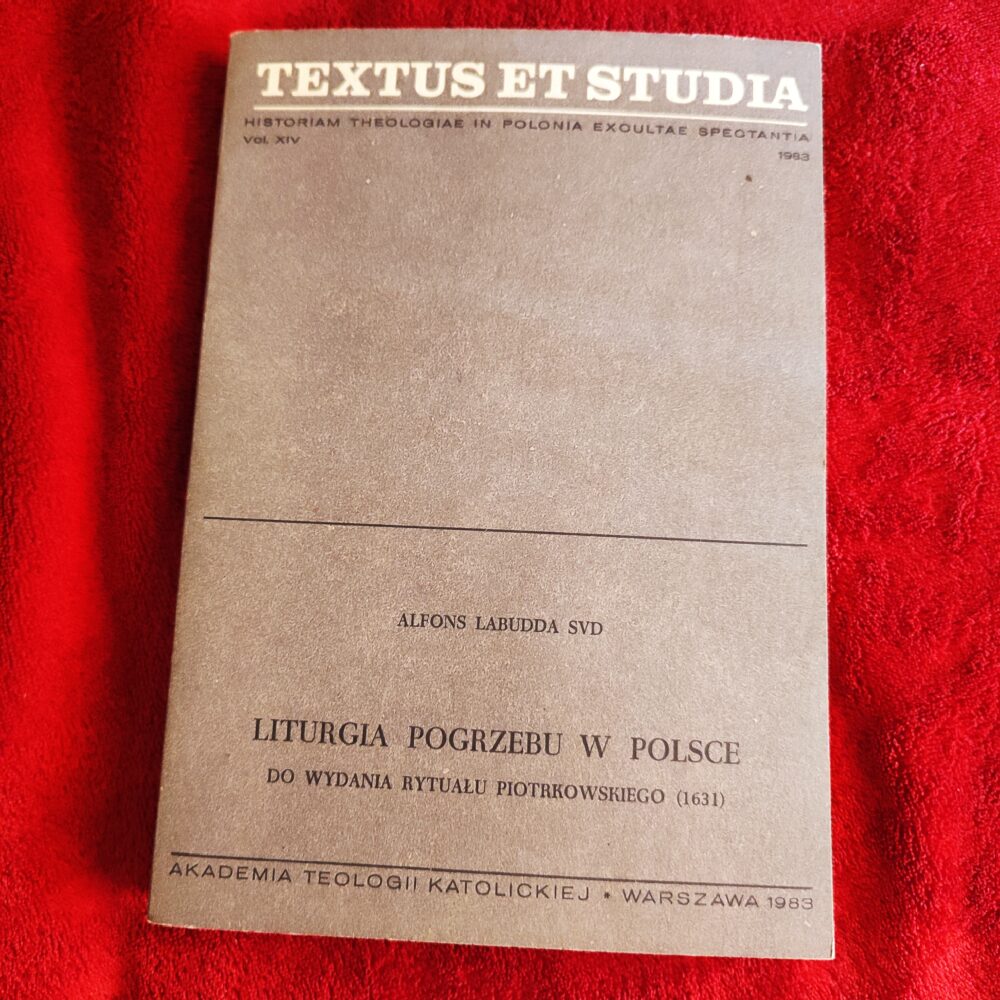 TEXTUS ET STUDIA
HISTORIAM THEOLOGIAE IN POLONIA EXCULTAE SPECTANTIA
Vol. XIV
1983
ALFONS LABUDDA SVD
LITURGIA POGRZEBU W POLSCE
DO WYDANIA RYTUAŁU PIOTRKOWSKIEGO (1631)
AKADEMIA TEOLOGII KATOLICKIEJ • WARSZAWA 1983